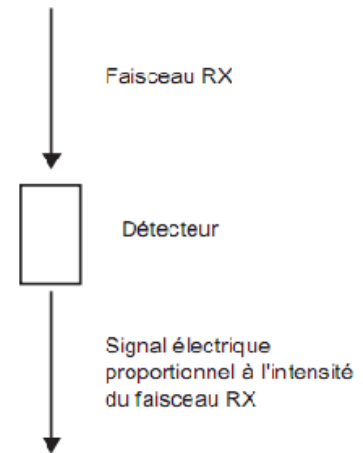 Faisceau RX
Détecteur
Signal électrique
proportionnel à l'intensité
du faisceau RX